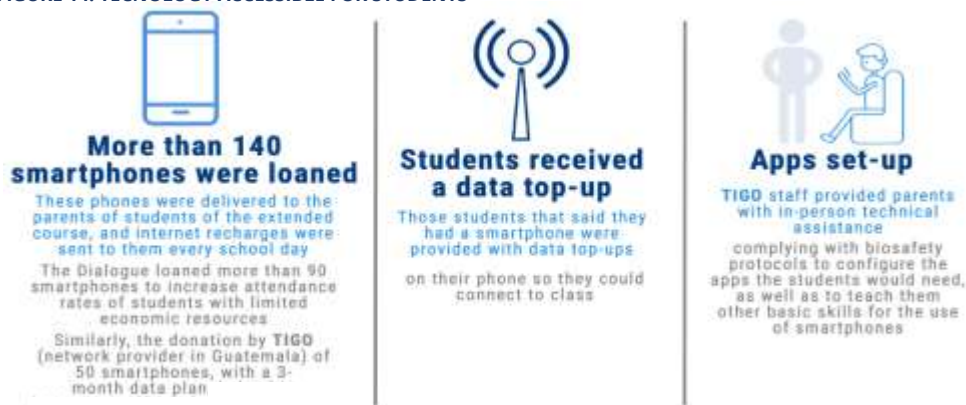 More than 140
smartphones were loaned
These phones were delivered to the
parents of students of the extended
course, and internet recharges were
sent to them every school day
The Dialogue loaned more than 90
smartphones to increase attendance
rates of students with limited
economic resources
Similarly, the donation by TIGO
(network provider in Guatemala) of
50 smartphones, with a 3-
month data plan
Students received
a data top-up
Those students that said they
had a smartphone were
provided with data top-ups
on their phone so they could
connect to class
Apps set-up
TIGO staff provided parents
with in-person technical
assistance
complying with biosafety
protocols to configure the
apps the students would need,
as well as to teach them
other basic skills for the use
of smartphones